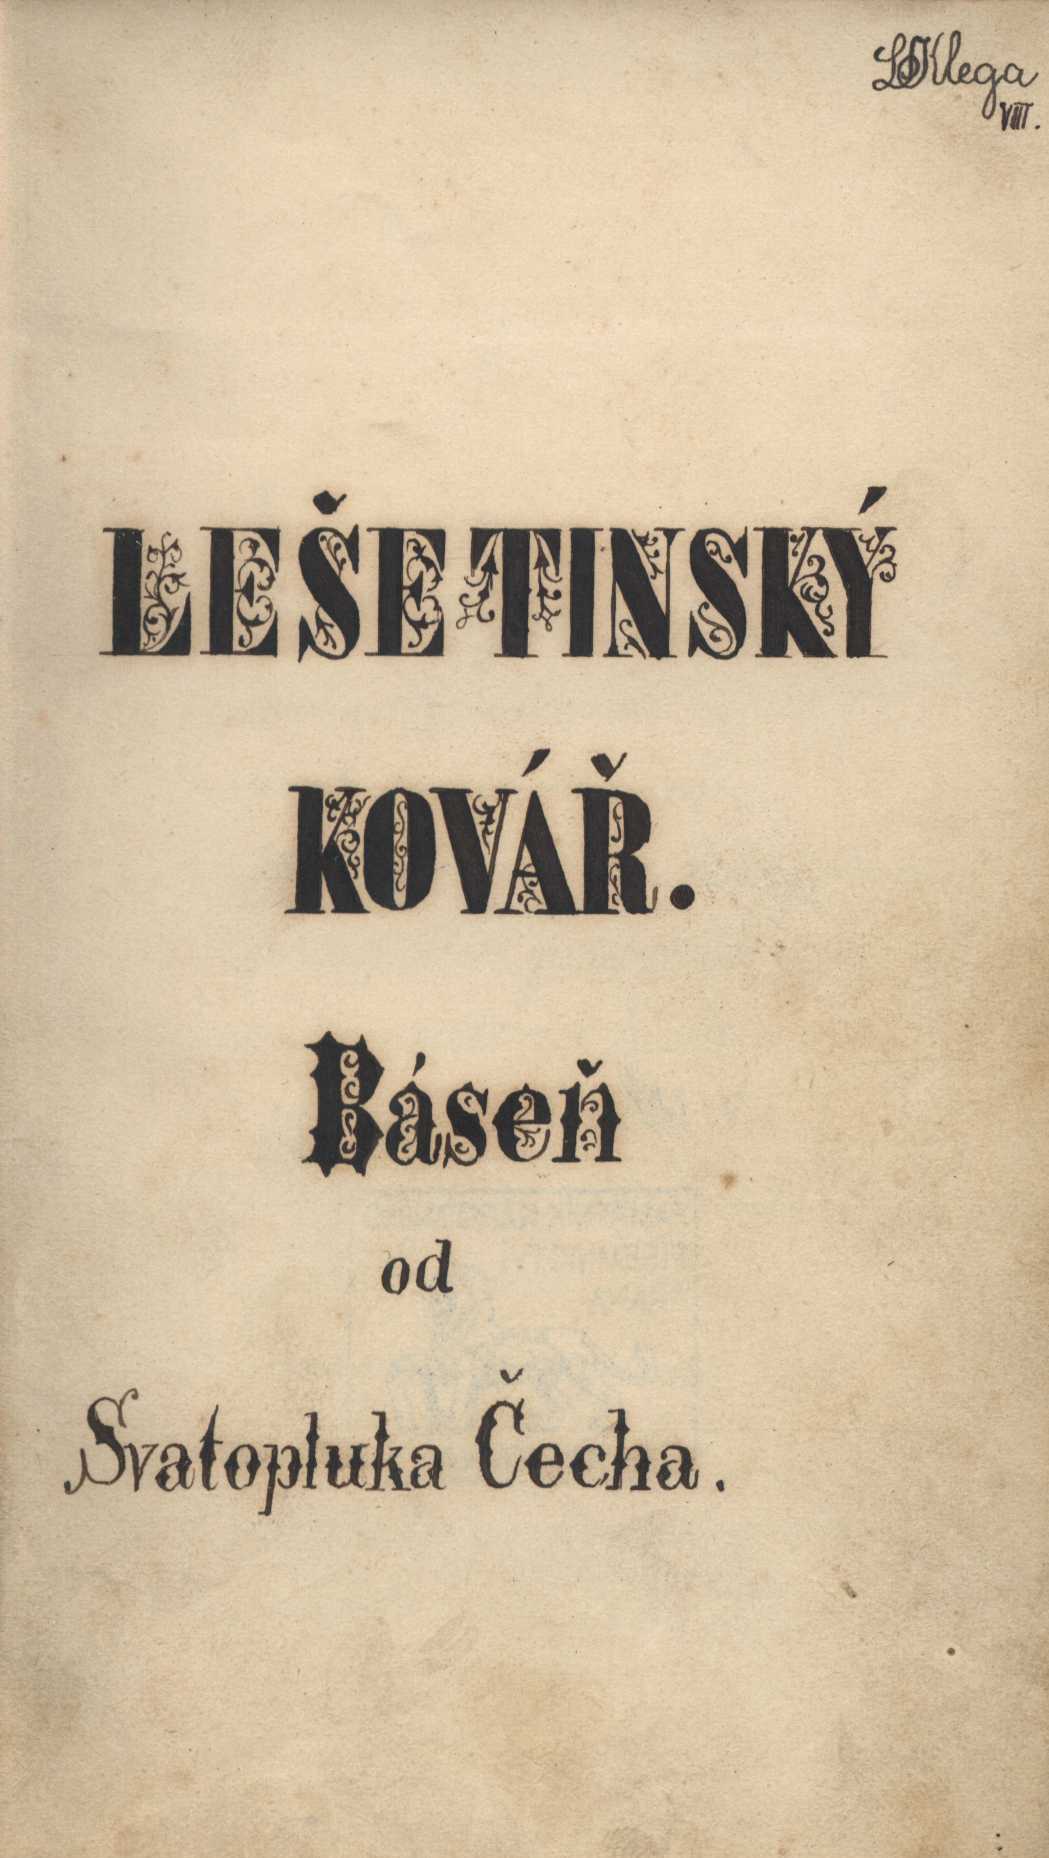 Klega
VIII.
LEŠETINSKÝ
KOVÁŘ.
Báseň
od
Svatopluka Čecha.